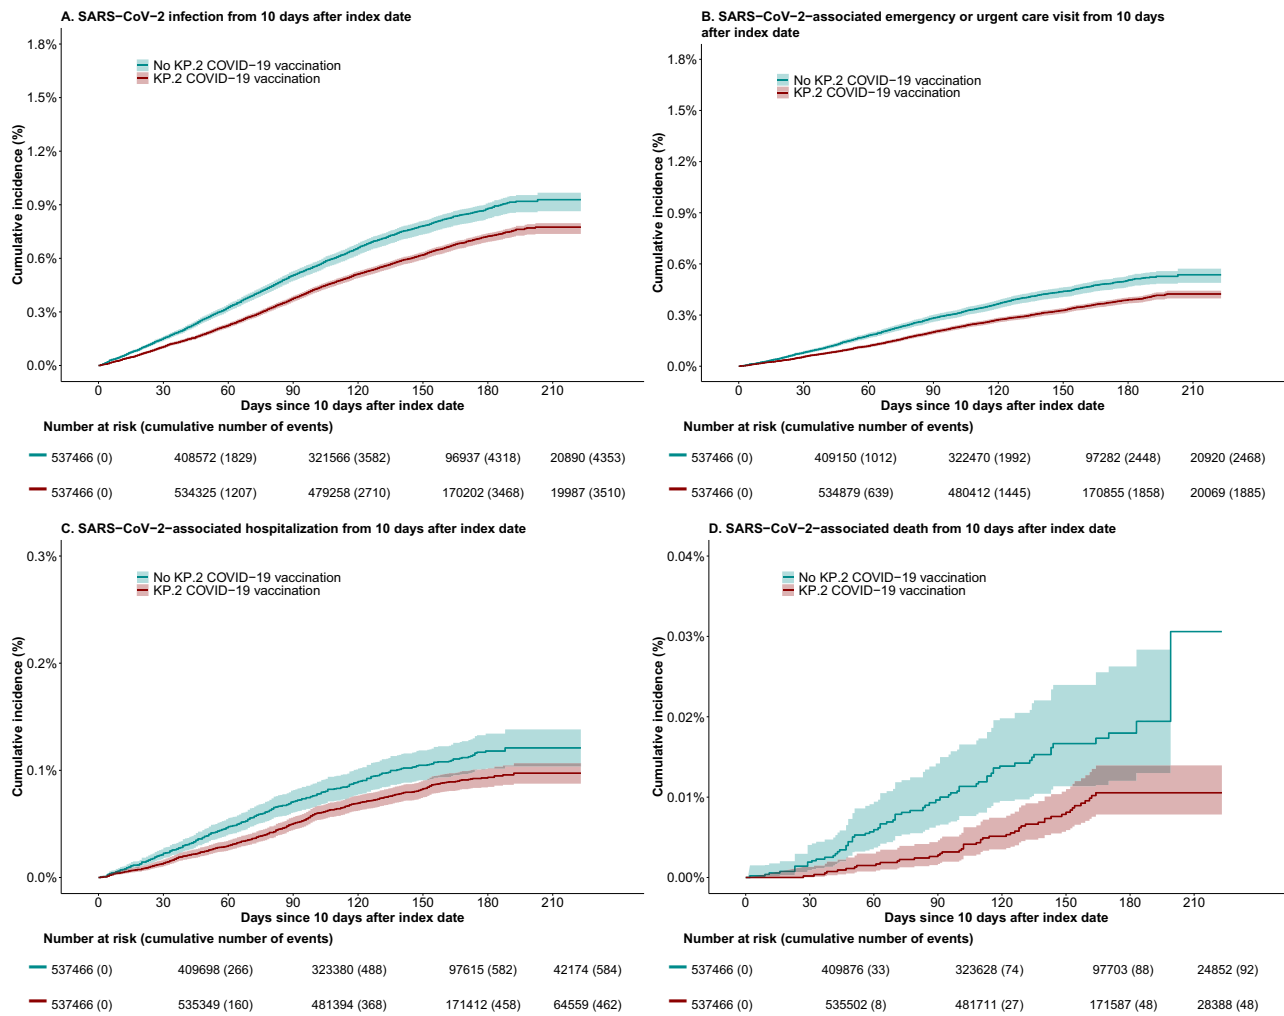 A. SARS−CoV−2 infection from 10 days after index date
1.8%
1.5%
1.2%
0.9%
0.6%
0.3%
0.0%
Cumulative incidence (%)
No KP.2 COVID−19 vaccination
KP.2 COVID−19 vaccination
0 30 60 90 120 150 180 210
Days since 10 days after index date
Number at risk (cumulative number of events)
537466 (0) 408572 (1829) 321566 (3582) 96937 (4318) 20890 (4353)
537466 (0) 534325 (1207) 479258 (2710) 170202 (3468) 19987 (3510)
B. SARS−CoV−2−associated emergency or urgent care visit from 10 days
after index date
1.8%
1.5%
1.2%
0.9%
0.6%
0.3%
0.0%
Cumulative incidence (%)
No KP.2 COVID−19 vaccination
KP.2 COVID−19 vaccination
0 30 60 90 120 150 180 210
Days since 10 days after index date
Number at risk (cumulative number of events)
537466 (0) 409150 (1012) 322470 (1992) 97282 (2448) 20920 (2468)
537466 (0) 534879 (639) 480412 (1445) 170855 (1858) 20069 (1885)
C. SARS−CoV−2−associated hospitalization from 10 days after index date
0.3%
0.2%
0.1%
0.0%
Cumulative incidence (%)
No KP.2 COVID−19 vaccination
KP.2 COVID−19 vaccination
0 30 60 90 120 150 180 210
Days since 10 days after index date
Number at risk (cumulative number of events)
537466 (0) 409698 (266) 323380 (488) 97615 (582) 42174 (584)
537466 (0) 535349 (160) 481394 (368) 171412 (458) 64559 (462)
D. SARS−CoV−2−associated death from 10 days after index date
0.04%
0.03%
0.02%
0.01%
0.00%
Cumulative incidence (%)
No KP.2 COVID−19 vaccination
KP.2 COVID−19 vaccination
0 30 60 90 120 150 180 210
Days since 10 days after index date
Number at risk (cumulative number of events)
537466 (0) 409876 (33) 323628 (74) 97703 (88) 24852 (92)
537466 (0) 535502 (8) 481711 (27) 171587 (48) 28388 (48)